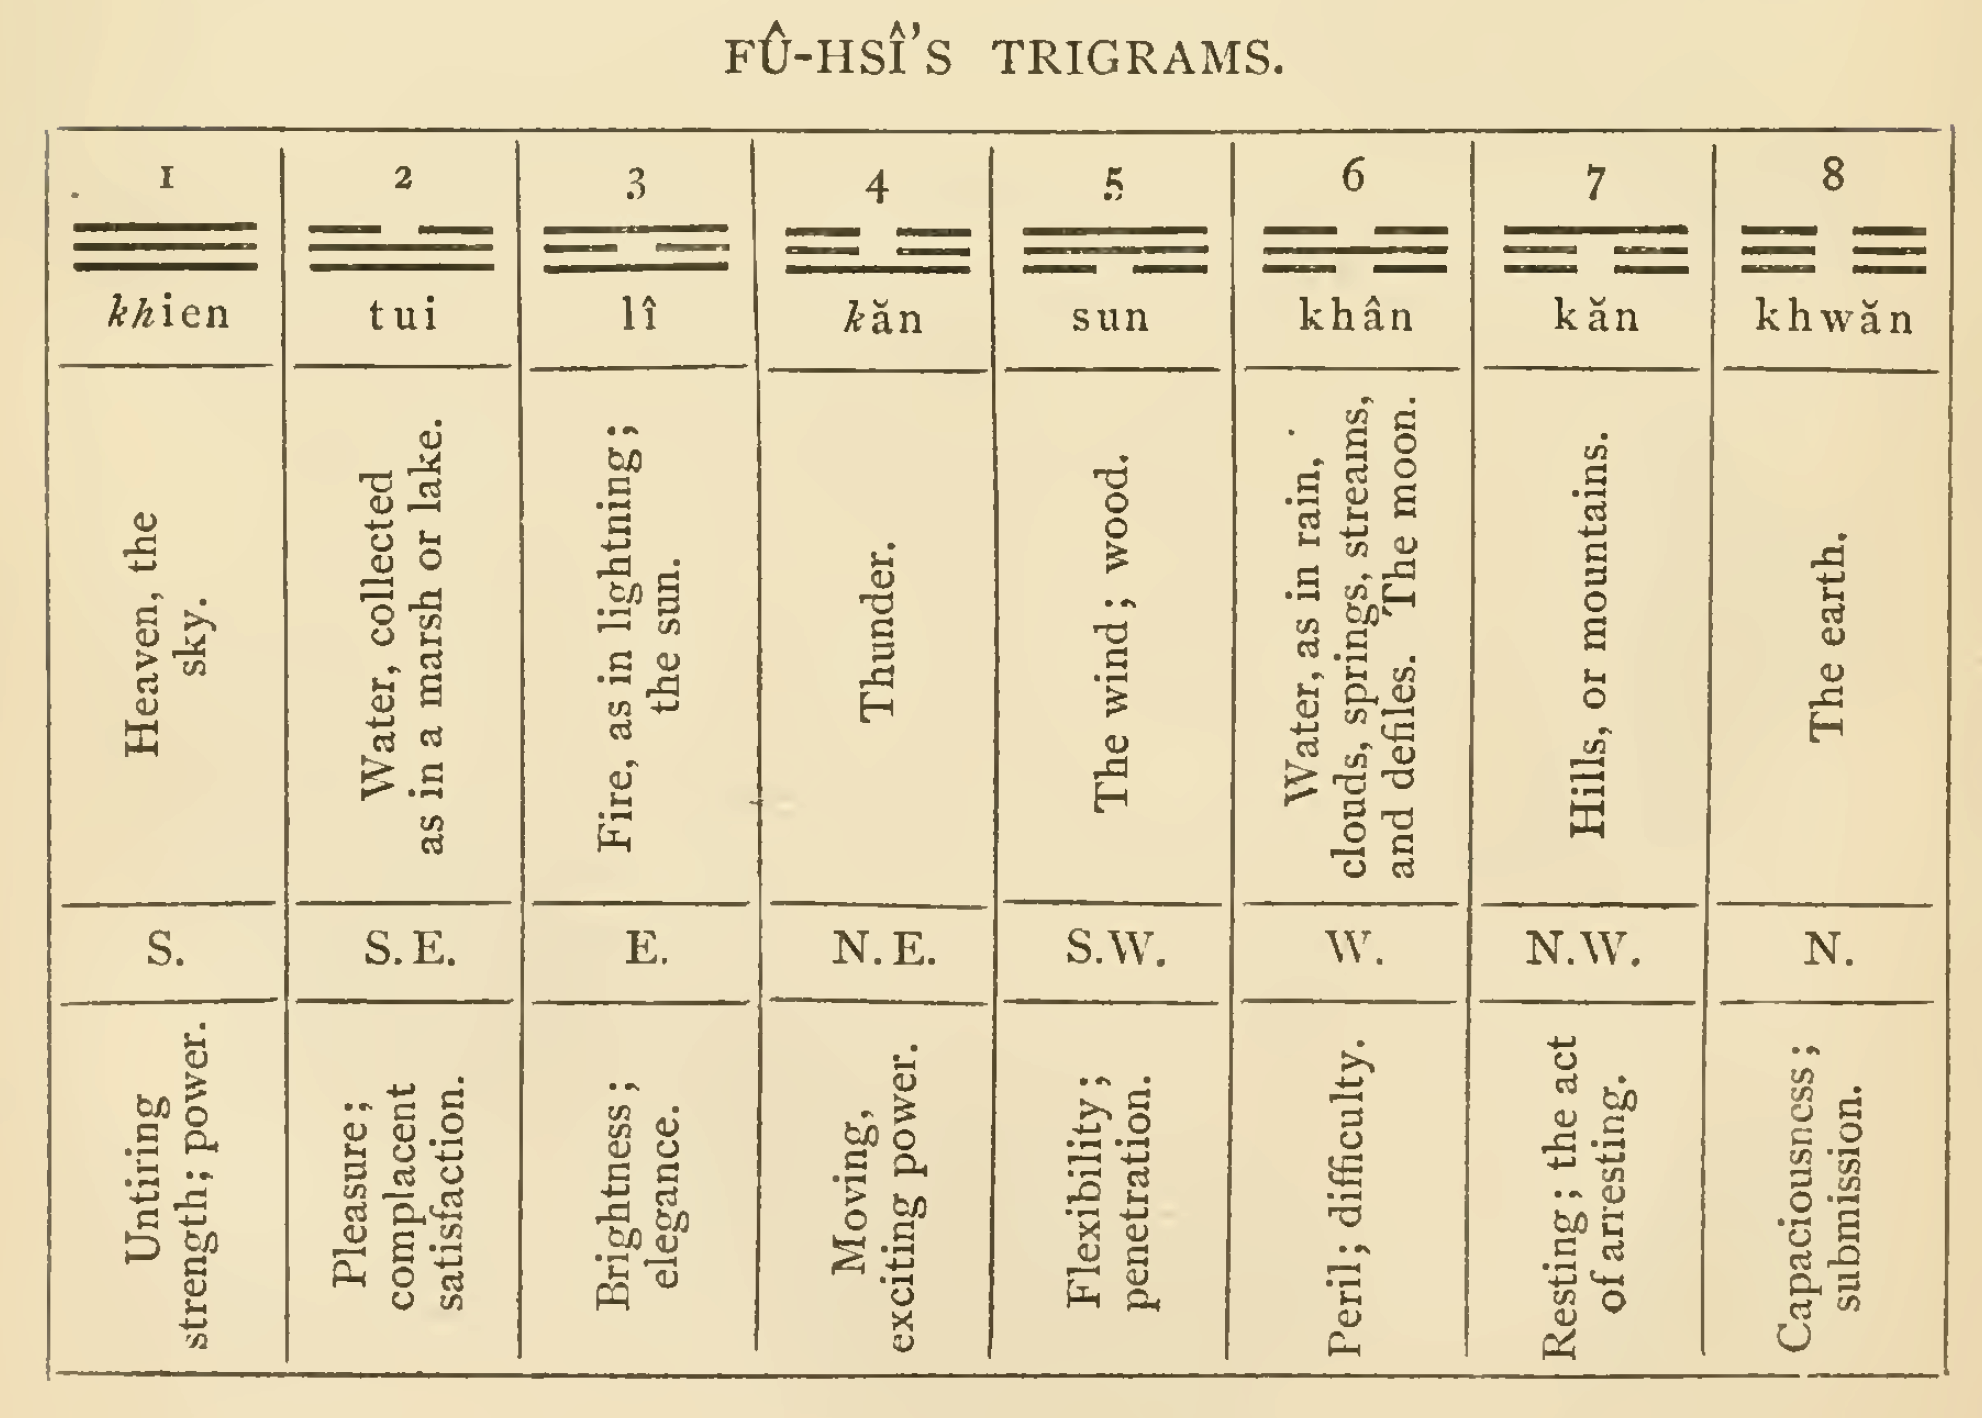 FÛ-HSÎ’S TRIGRAMS.
1 2 3 4 5 6 7 8
☰ ☱ ☲ ☳ ☴ ☵ ☶ ☷
khien tui lî kăn sun khân kăn khwăn
Heaven, the
sky.
Water, collected
as in a marsh or lake.
Fire, as in lightning;
the sun.
Thunder.
The wind; wood.
Water, as in rain,
clouds, springs, streams,
and defiles. The moon.
Hills, or mountains.
The earth.
S. S.E. E. N.E. S.W. W. N.W. N.
Untiring
strength; power.
Pleasure;
complacent
satisfaction.
Brightness;
elegance.
Moving,
exciting power.
Flexibility;
penetration.
Peril; difficulty.
Resting; the act
of arresting.
Capaciousness;
submission.